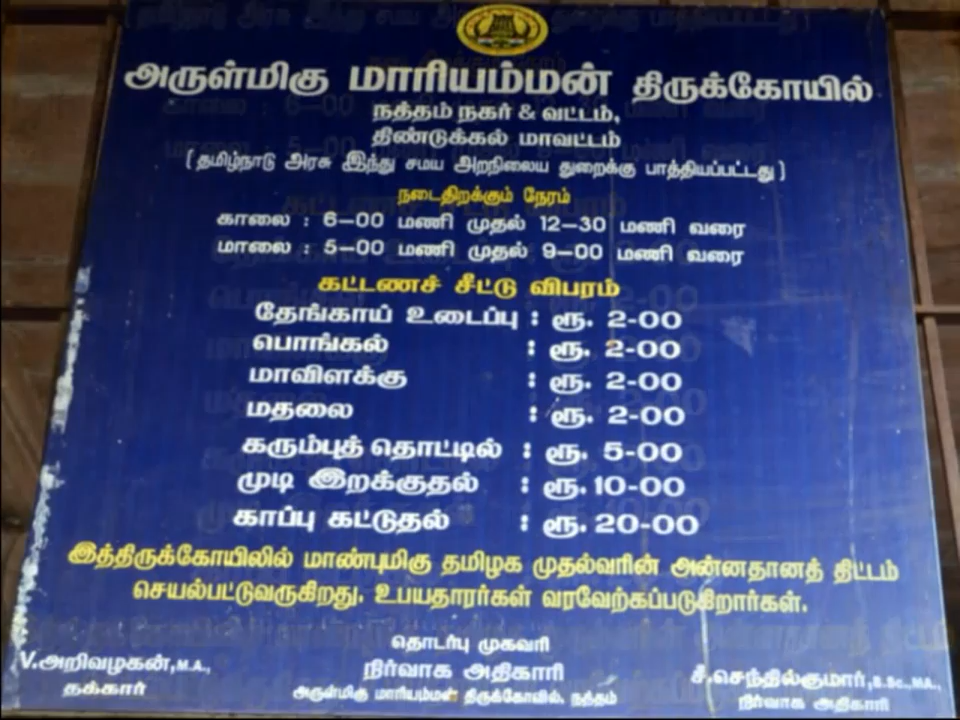 அருள்மிகு மாரியம்மன் திருக்கோயில்
நத்தம் நகர் & வட்டம்,
திண்டுக்கல் மாவட்டம்
( தமிழ்நாடு அரசு இந்து சமய அறநிலைய துறைக்கு பாத்தியப்பட்டது )
நடைதிறக்கும் நேரம்
காலை : 6-00 மணி முதல் 12-30 மணி வரை
மாலை : 5-00 மணி முதல் 9-00 மணி வரை
கட்டணச் சீட்டு விபரம்
தேங்காய் உடைப்பு : ரூ. 2-00
பொங்கல் : ரூ. 2-00
மாவிளக்கு : ரூ. 2-00
மதலை : ரூ. 2-00
கரும்புத் தொட்டில் : ரூ. 5-00
முடி இறக்குதல் : ரூ. 10-00
காப்பு கட்டுதல் : ரூ. 20-00
இத்திருக்கோயிலில் மாண்புமிகு தமிழக முதல்வரின் அன்னதானத் திட்டம்
செயல்பட்டுவருகிறது. உபயதாரர்கள் வரவேற்கப்படுகிறார்கள்.
தொடர்பு முகவரி
V.அறிவழகன், M.A., நிர்வாக அதிகாரி சீ.செந்தில்குமார், B.Sc., M.A.,
தக்கார் அருள்மிகு மாரியம்மன் திருக்கோவில், நத்தம் நிர்வாக அதிகாரி